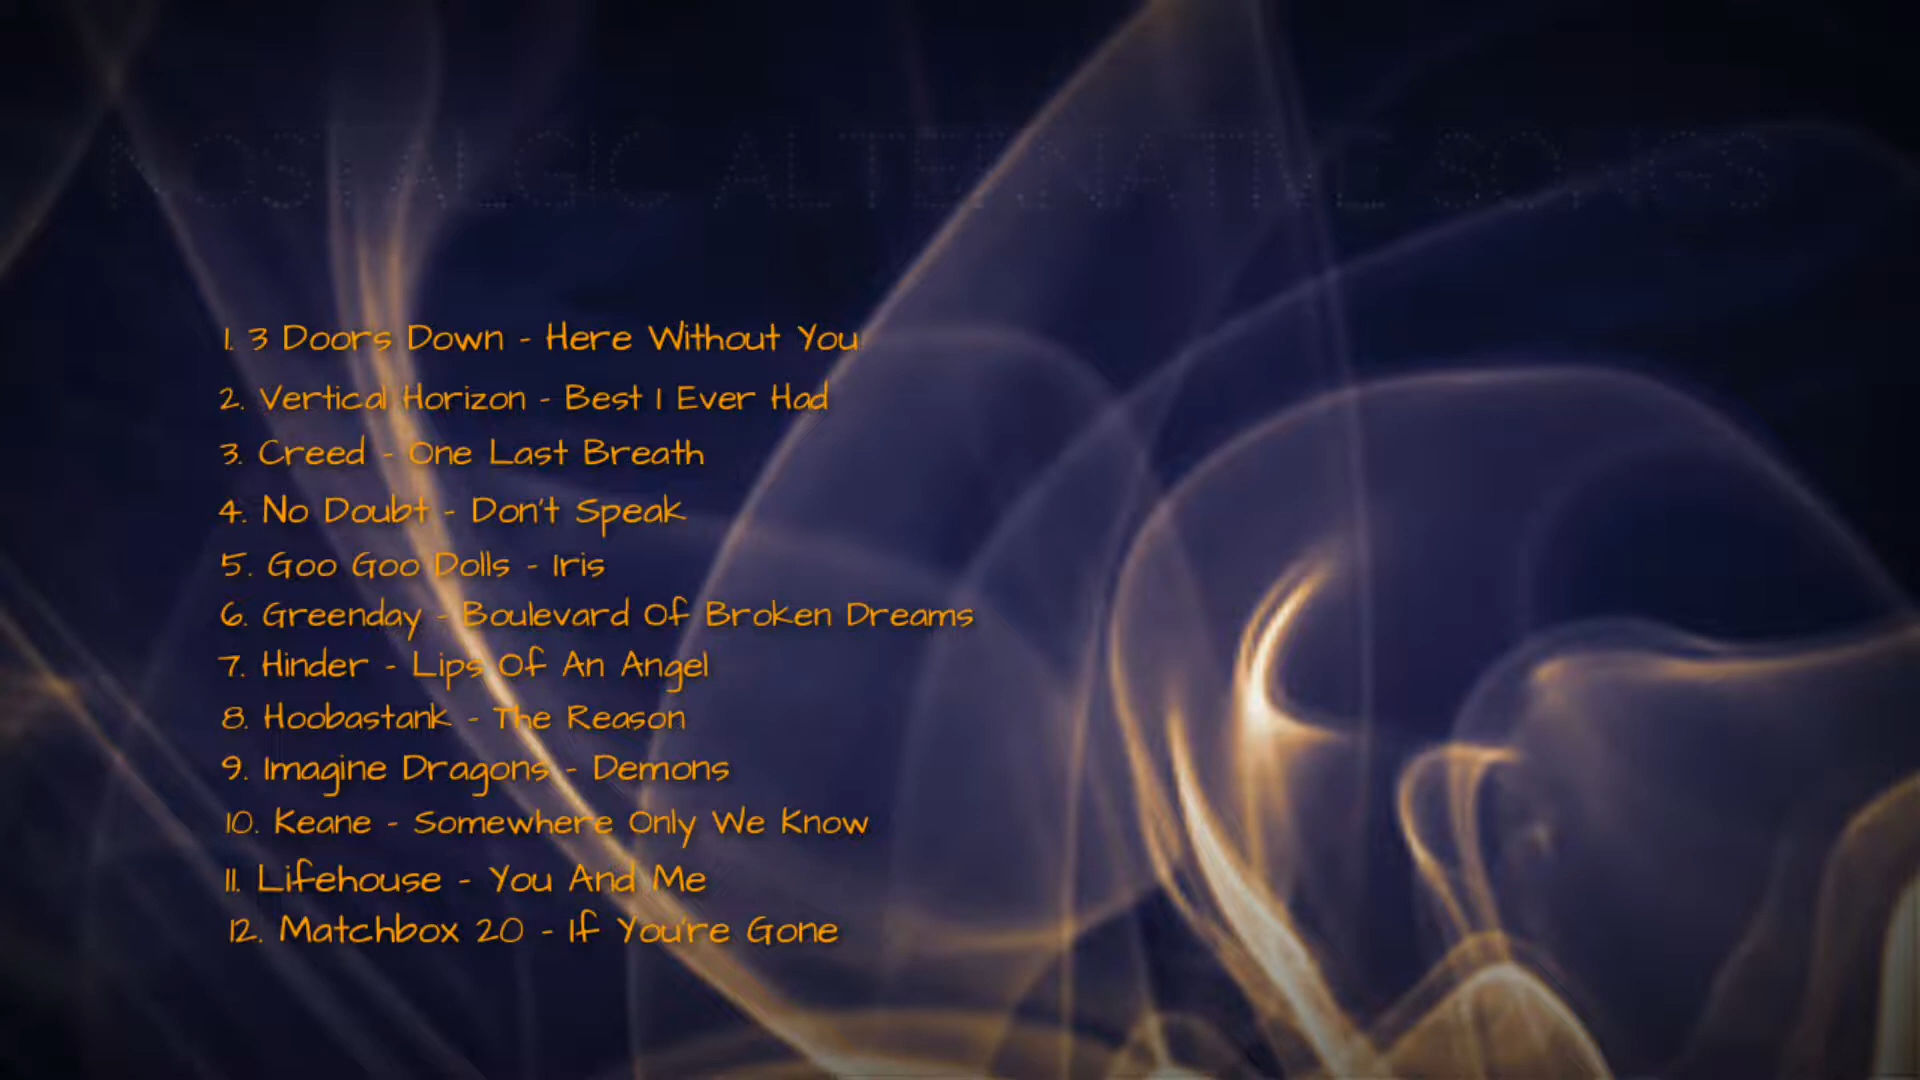 NOSTALGIC ALTERNATIVE SONGS
1. 3 Doors Down - Here Without You
2. Vertical Horizon - Best I Ever Had
3. Creed - One Last Breath
4. No Doubt - Don't Speak
5. Goo Goo Dolls - Iris
6. Greenday - Boulevard Of Broken Dreams
7. Hinder - Lips Of An Angel
8. Hoobastank - The Reason
9. Imagine Dragons - Demons
10. Keane - Somewhere Only We Know
11. Lifehouse - You And Me
12. Matchbox 20 - If You're Gone